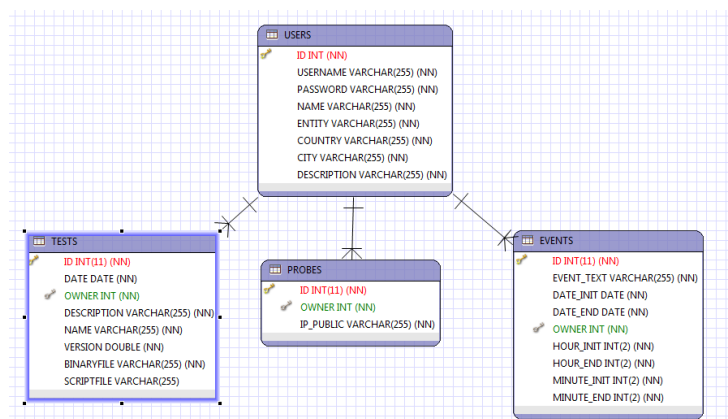 USERS
ID INT (NN)
USERNAME VARCHAR(255) (NN)
PASSWORD VARCHAR(255) (NN)
NAME VARCHAR(255) (NN)
ENTITY VARCHAR(255) (NN)
COUNTRY VARCHAR(255) (NN)
CITY VARCHAR(255) (NN)
DESCRIPTION VARCHAR(255) (NN)
TESTS
ID INT(11) (NN)
DATE DATE (NN)
OWNER INT (NN)
DESCRIPTION VARCHAR(255) (NN)
NAME VARCHAR(255) (NN)
VERSION DOUBLE (NN)
BINARYFILE VARCHAR(255) (NN)
SCRIPTFILE VARCHAR(255)
PROBES
ID INT(11) (NN)
OWNER INT (NN)
IP_PUBLIC VARCHAR(255) (NN)
EVENTS
ID INT(11) (NN)
EVENT_TEXT VARCHAR(255) (NN)
DATE_INIT DATE (NN)
DATE_END DATE (NN)
OWNER INT (NN)
HOUR_INIT INT(2) (NN)
HOUR_END INT(2) (NN)
MINUTE_INIT INT(2) (NN)
MINUTE_END INT(2) (NN)